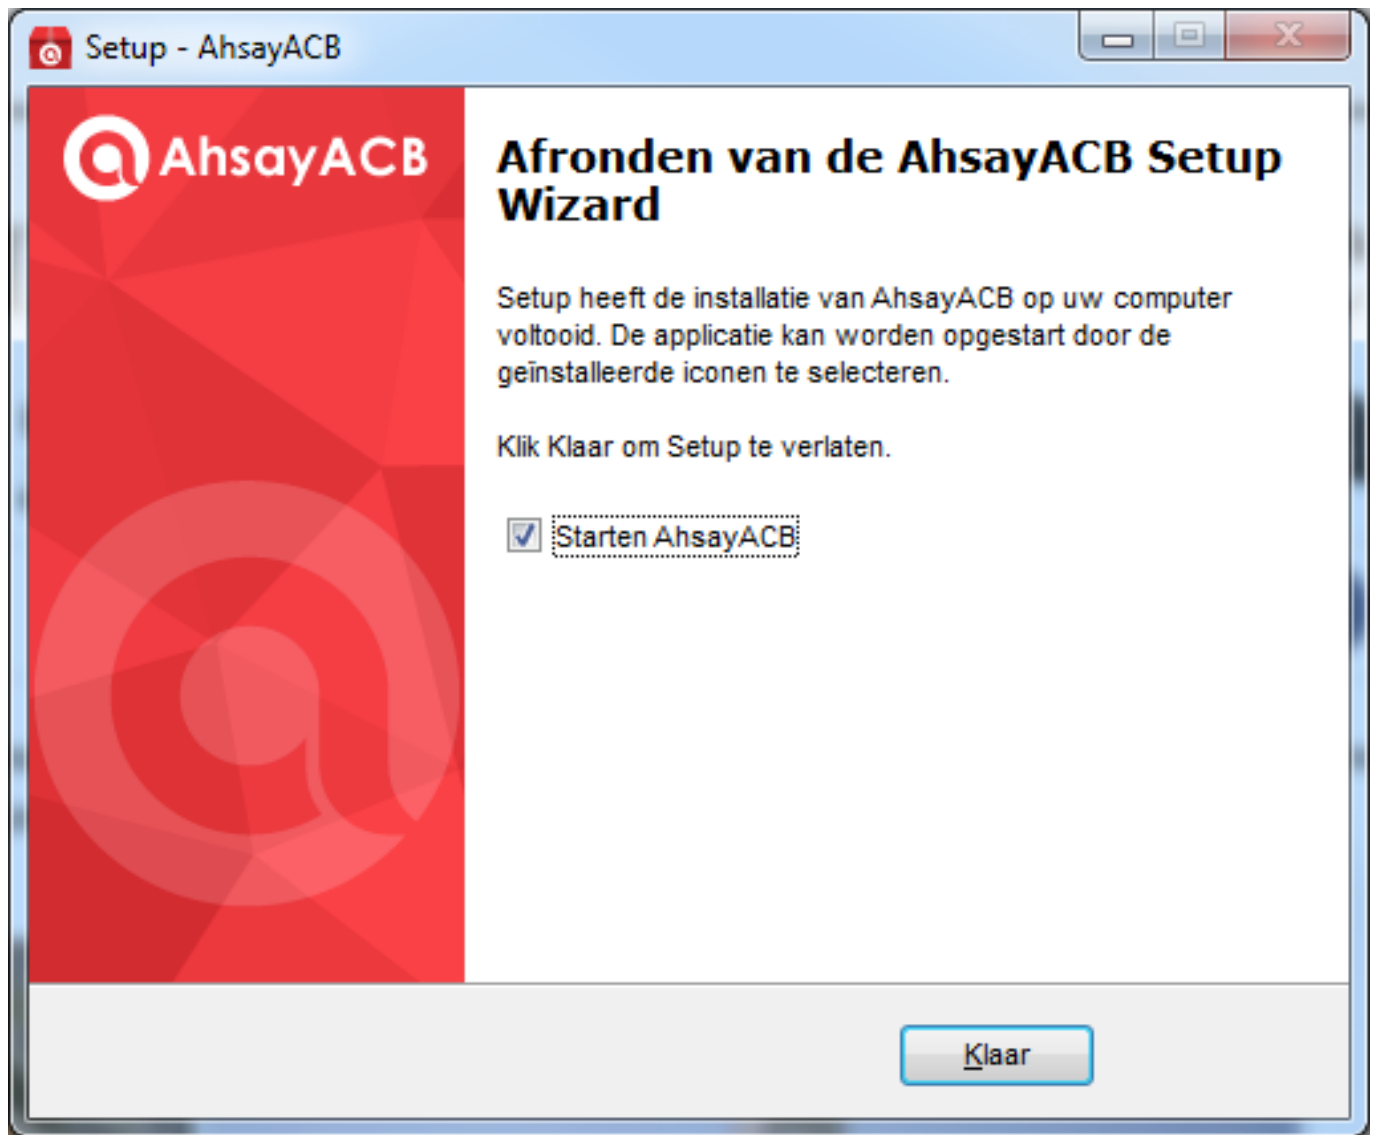 Setup - AhsayACB
AhsayACB
Afronden van de AhsayACB Setup
Wizard
Setup heeft de installatie van AhsayACB op uw computer
voltooid. De applicatie kan worden opgestart door de
geïnstalleerde iconen te selecteren.
Klik Klaar om Setup te verlaten.
Starten AhsayACB
Klaar